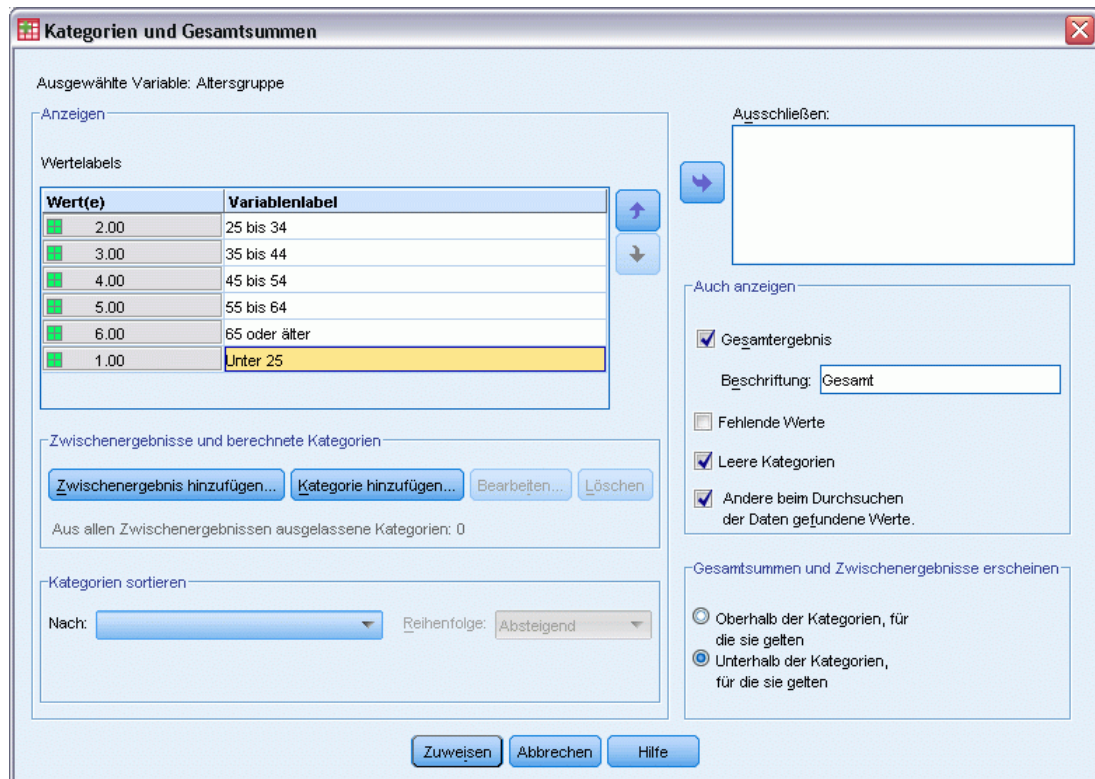 Kategorien und Gesamtsummen
Ausgewählte Variable: Altersgruppe
Anzeigen
Wertelabels
Wert(e) Variablenlabel
2.00 25 bis 34
3.00 35 bis 44
4.00 45 bis 54
5.00 55 bis 64
6.00 65 oder älter
1.00 Unter 25
Zwischenergebnisse und berechnete Kategorien
Zwischenergebnis hinzufügen... Kategorie hinzufügen... Bearbeiten... Löschen
Aus allen Zwischenergebnissen ausgelassene Kategorien: 0
Kategorien sortieren
Nach: Reihenfolge: Absteigend
Ausschließen:
Auch anzeigen
Gesamtergebnis
Beschriftung: Gesamt
Fehlende Werte
Leere Kategorien
Andere beim Durchsuchen
der Daten gefundene Werte.
Gesamtsummen und Zwischenergebnisse erscheinen
Oberhalb der Kategorien, für
die sie gelten
Unterhalb der Kategorien,
für die sie gelten
Zuweisen Abbrechen Hilfe